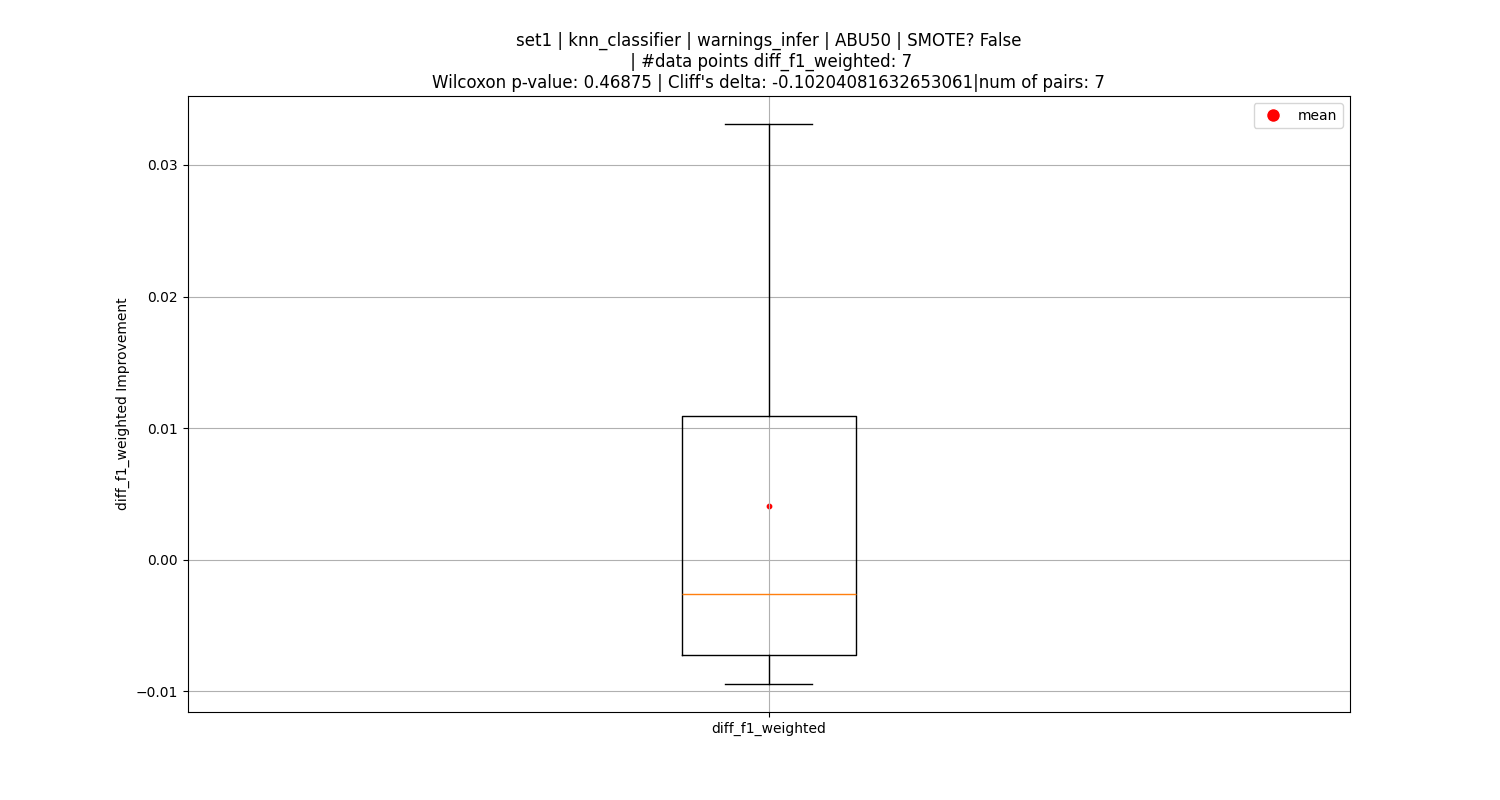 set1 | knn_classifier | warnings_infer | ABU50 | SMOTE? False
| #data points diff_f1_weighted: 7
Wilcoxon p-value: 0.46875 | Cliff's delta: -0.10204081632653061|num of pairs: 7
mean
0.03
0.02
0.01
0.00
−0.01
diff_f1_weighted Improvement
diff_f1_weighted